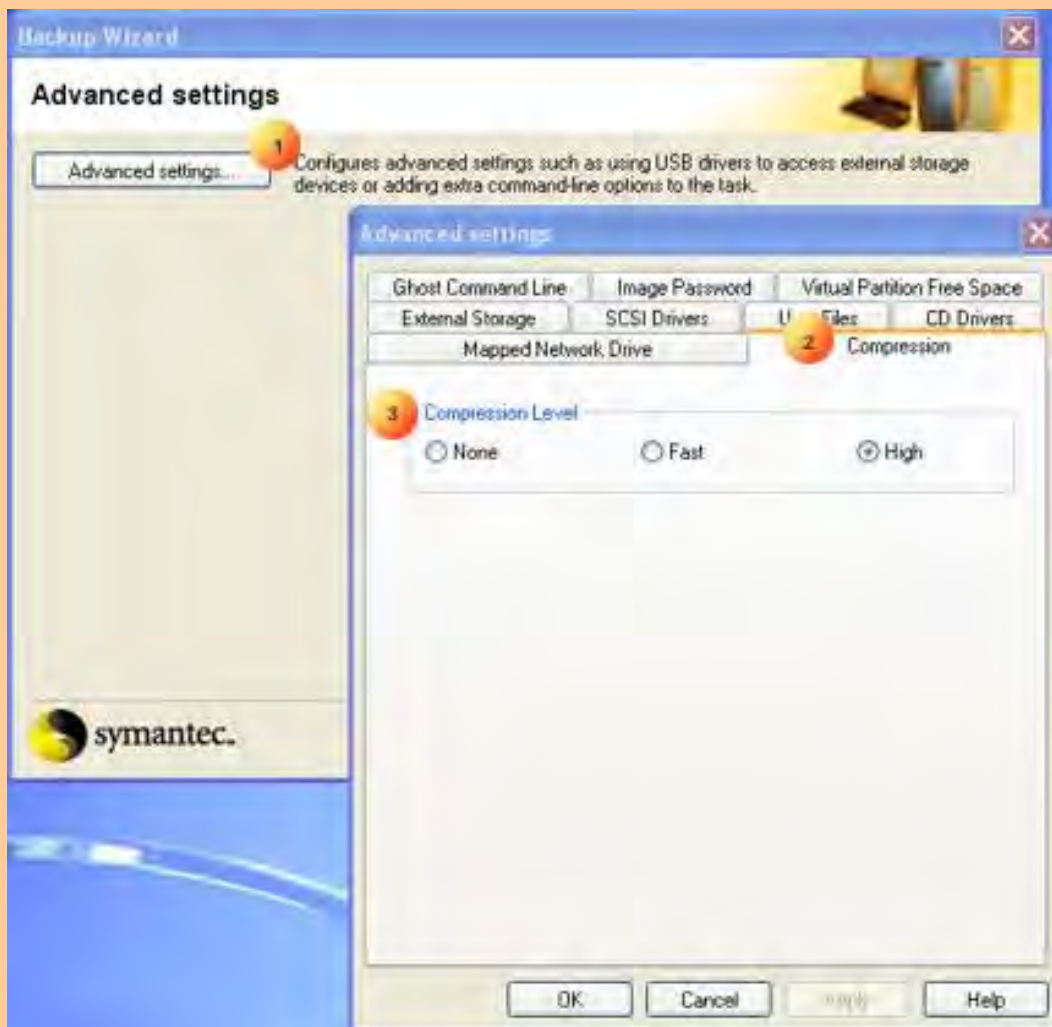 Backup Wizard
Advanced settings
1
Advanced settings...
Configures advanced settings such as using USB drivers to access external storage
devices or adding extra command-line options to the task.
Advanced settings
Ghost Command Line Image Password Virtual Partition Free Space
External Storage SCSI Drivers Files CD Drivers
Mapped Network Drive 2 Compression
3 Compression Level
None Fast High
symantec.
OK Cancel Apply Help